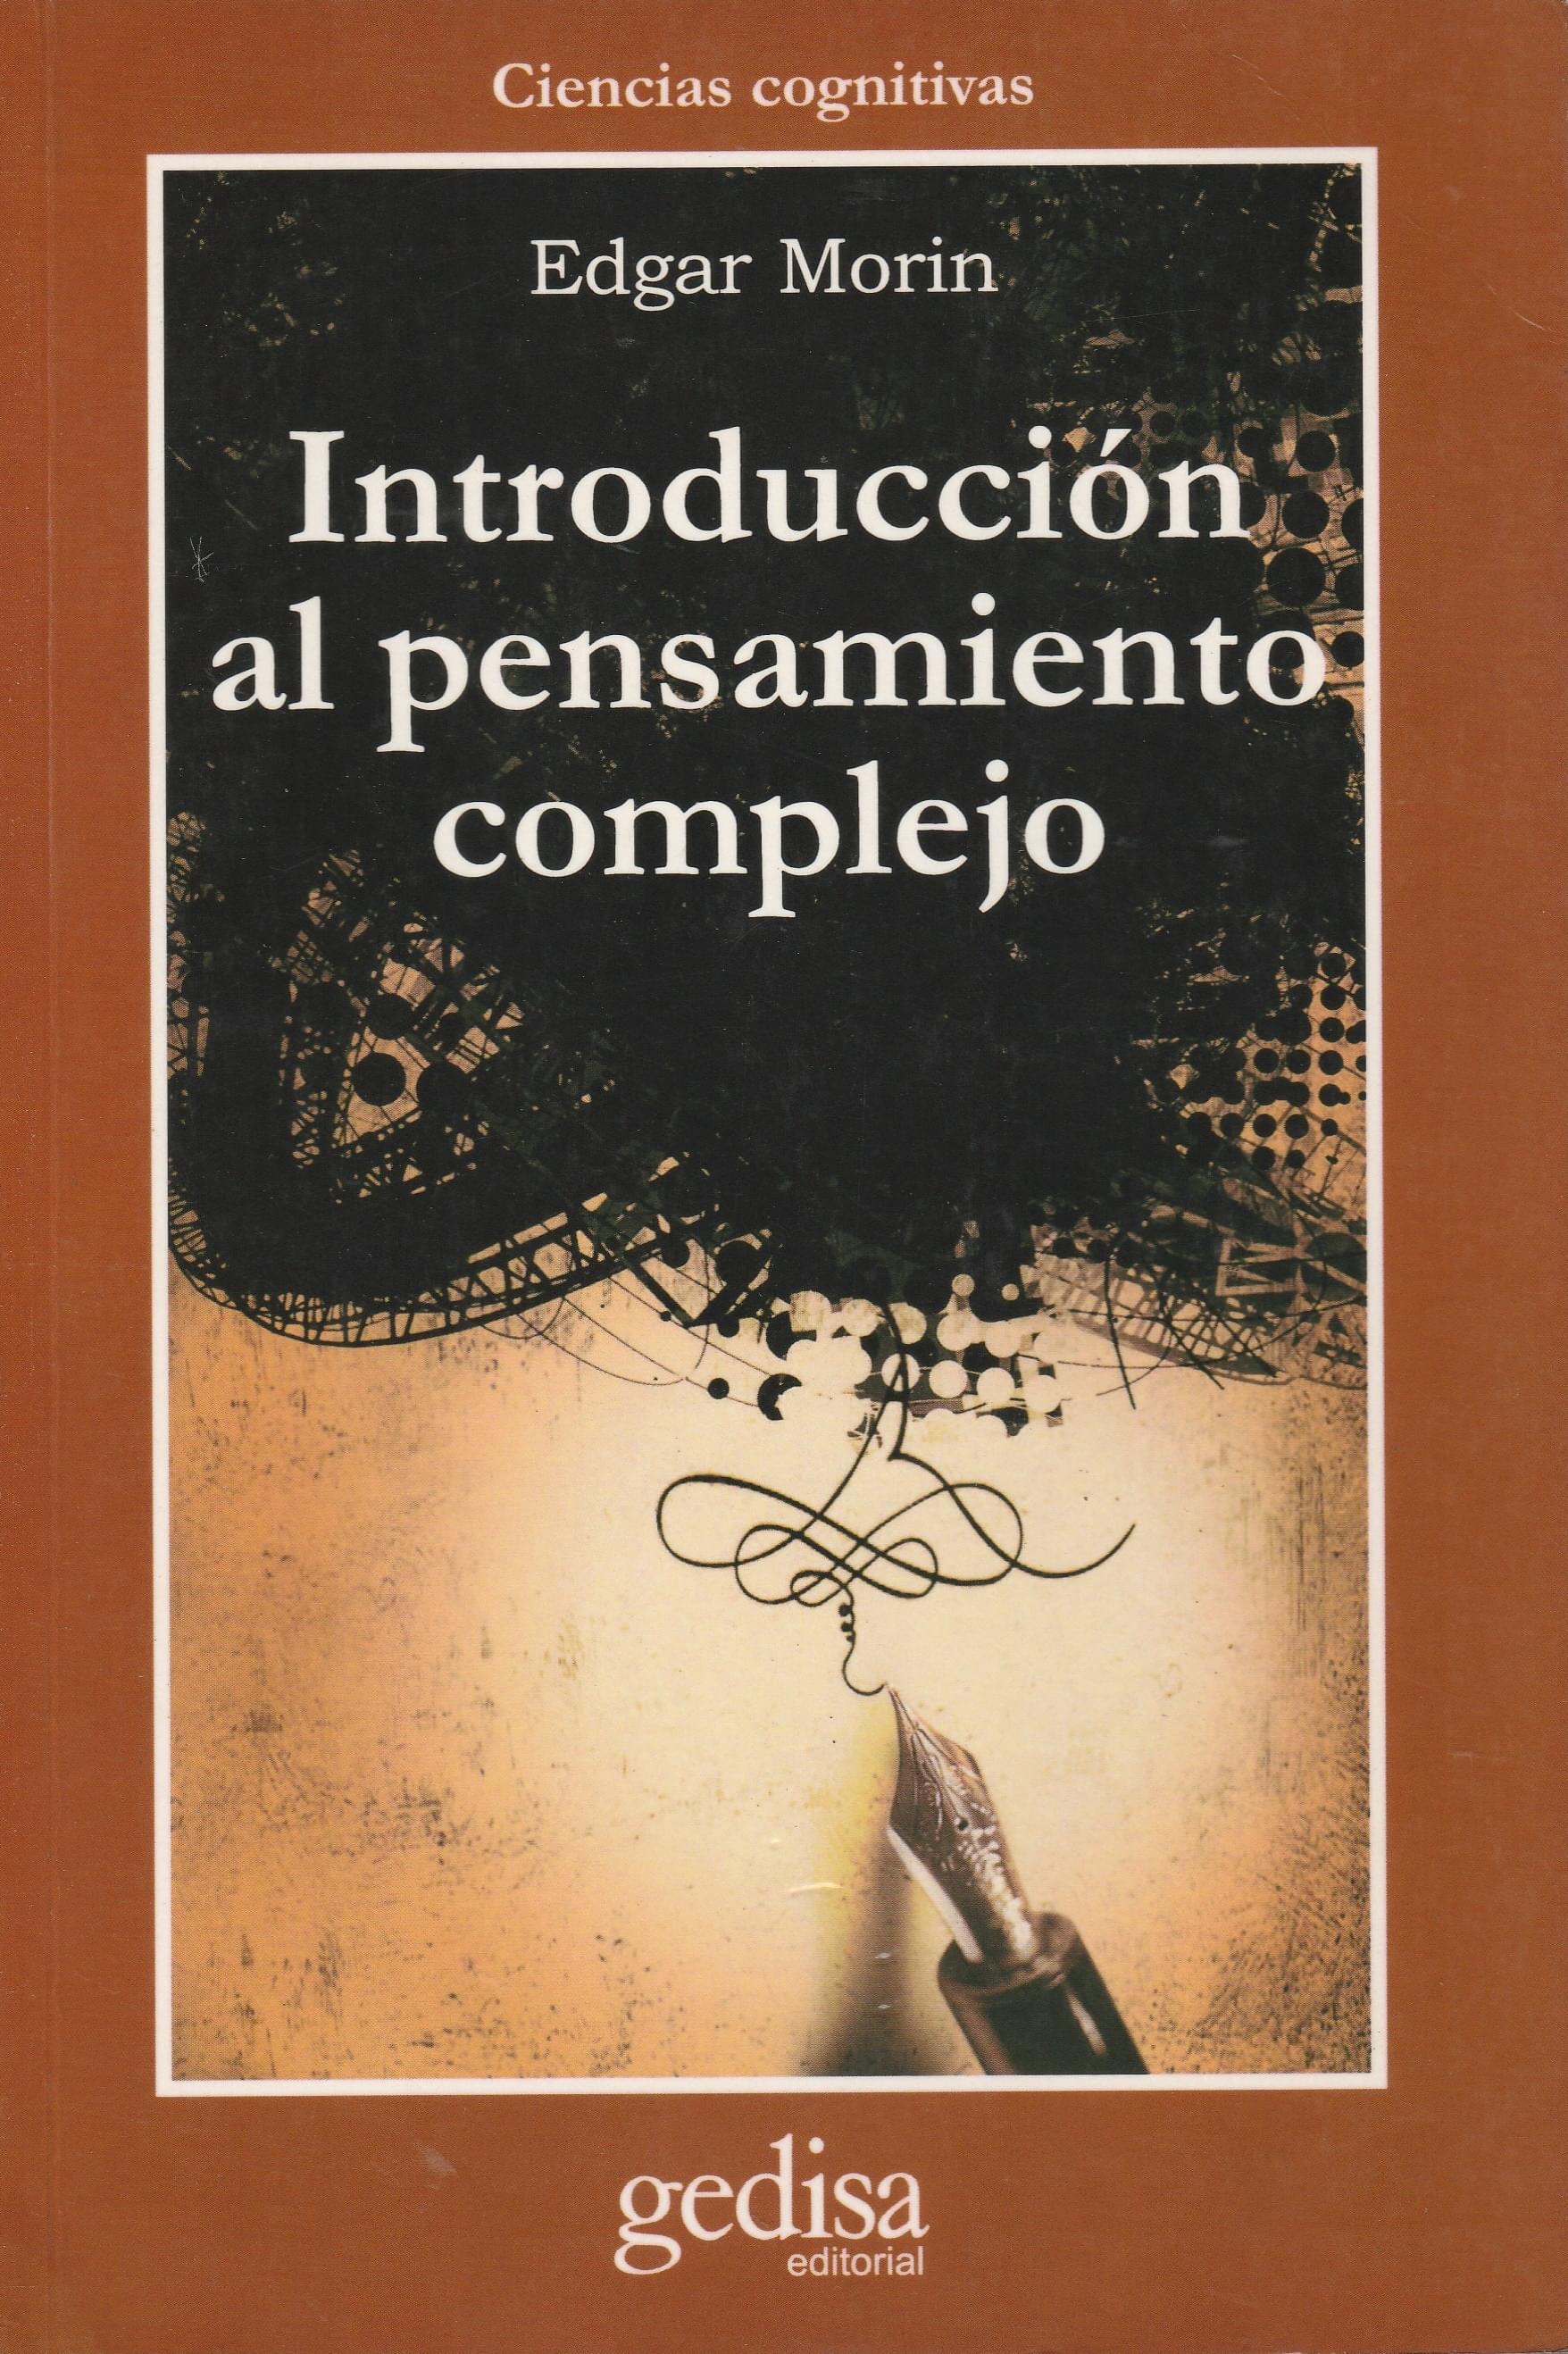 Ciencias cognitivas
Edgar Morin
Introducción
al pensamiento
complejo
gedisa
editorial